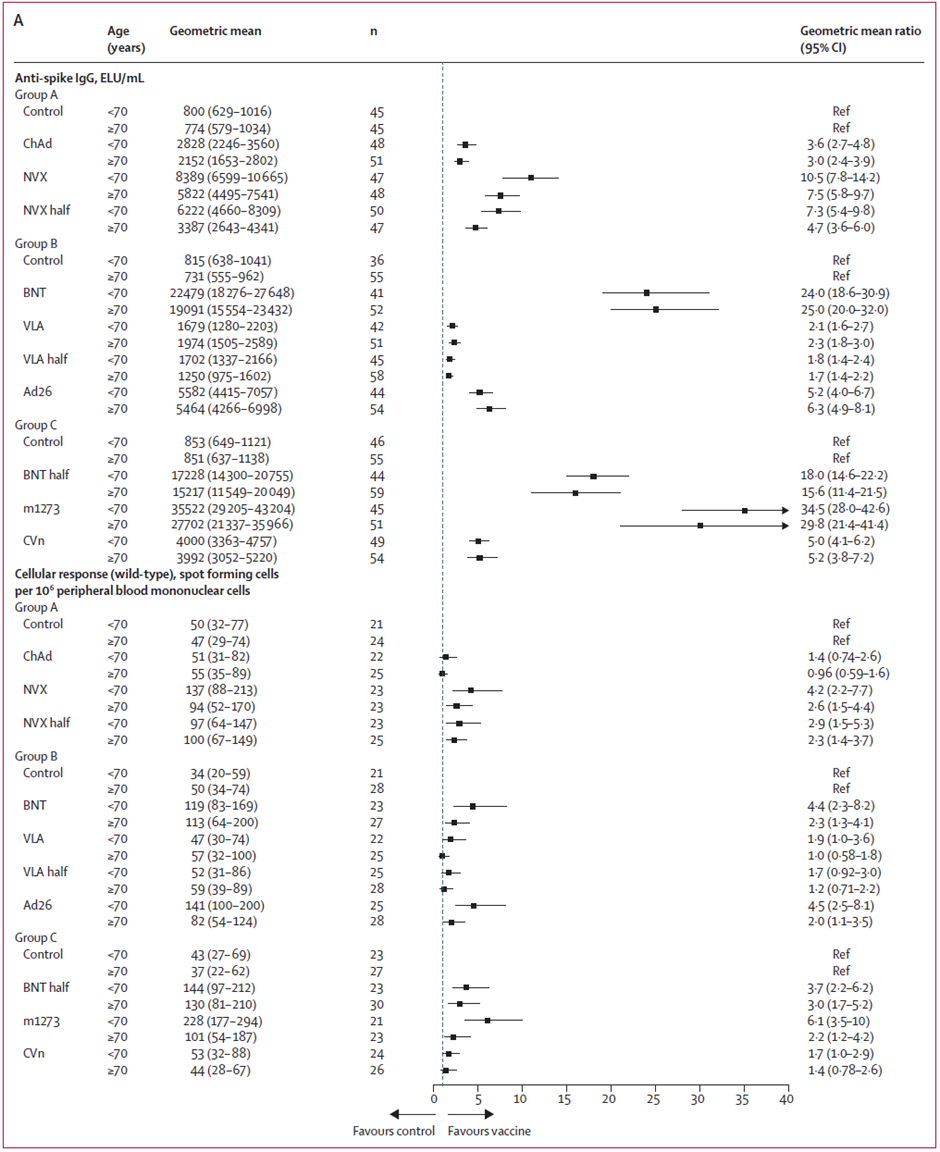 A
Age (years) Geometric mean n Geometric mean ratio (95% CI)
Anti-spike IgG, ELU/mL
Group A
Control <70 800 (629–1016) 45 Ref
≥70 774 (579–1034) 45 Ref
ChAd <70 2828 (2246–3560) 48 3·6 (2·7–4·8)
≥70 2152 (1653–2802) 51 3·0 (2·4–3·9)
NVX <70 8389 (6599–10 665) 47 10·5 (7·8–14·2)
≥70 5822 (4495–7541) 48 7·5 (5·8–9·7)
NVX half <70 6222 (4660–8309) 50 7·3 (5·4–9·8)
≥70 3387 (2643–4341) 47 4·7 (3·6–6·0)
Group B
Control <70 815 (638–1041) 36 Ref
≥70 731 (555–962) 55 Ref
BNT <70 22479 (18 276–27 648) 41 24·0 (18·6–30·9)
≥70 19091 (15 554–23 432) 52 25·0 (20·0–32·0)
VLA <70 1679 (1280–2203) 42 2·1 (1·6–2·7)
≥70 1974 (1505–2589) 51 2·3 (1·8–3·0)
VLA half <70 1702 (1337–2166) 45 1·8 (1·4–2·4)
≥70 1250 (975–1602) 58 1·7 (1·4–2·2)
Ad26 <70 5582 (4415–7057) 44 5·2 (4·0–6·7)
≥70 5464 (4266–6998) 54 6·3 (4·9–8·1)
Group C
Control <70 853 (649–1121) 46 Ref
≥70 851 (637–1138) 55 Ref
BNT half <70 17228 (14 300–20 755) 44 18·0 (14·6–22·2)
≥70 15217 (11 549–20 049) 59 15·6 (11·4–21·5)
m1273 <70 35522 (29 205–43 204) 45 34·5 (28·0–42·6)
≥70 27702 (21 337–35 966) 51 29·8 (21·4–41·4)
CVn <70 4000 (3363–4757) 49 5·0 (4·1–6·2)
≥70 3992 (3052–5220) 54 5·2 (3·8–7·2)
Cellular response (wild-type), spot forming cells
per 10⁶ peripheral blood mononuclear cells
Group A
Control <70 50 (32–77) 21 Ref
≥70 47 (29–74) 24 Ref
ChAd <70 51 (31–82) 22 1·4 (0·74–2·6)
≥70 55 (35–89) 25 0·96 (0·59–1·6)
NVX <70 137 (88–213) 23 4·2 (2·2–7·7)
≥70 94 (52–170) 23 2·6 (1·5–4·4)
NVX half <70 97 (64–147) 23 2·9 (1·5–5·3)
≥70 100 (67–149) 25 2·3 (1·4–3·7)
Group B
Control <70 34 (20–59) 21 Ref
≥70 50 (34–74) 28 Ref
BNT <70 119 (83–169) 23 4·4 (2·3–8·2)
≥70 113 (64–200) 27 2·3 (1·3–4·1)
VLA <70 47 (30–74) 22 1·9 (1·0–3·6)
≥70 57 (32–100) 25 1·0 (0·58–1·8)
VLA half <70 52 (31–86) 25 1·7 (0·92–3·0)
≥70 59 (39–89) 28 1·2 (0·71–2·2)
Ad26 <70 141 (100–200) 25 4·5 (2·5–8·1)
≥70 82 (54–124) 28 2·0 (1·1–3·5)
Group C
Control <70 43 (27–69) 23 Ref
≥70 37 (22–62) 27 Ref
BNT half <70 144 (97–212) 23 3·7 (2·2–6·2)
≥70 130 (81–210) 30 3·0 (1·7–5·2)
m1273 <70 228 (177–294) 21 6·1 (3·5–10)
≥70 101 (54–187) 23 2·2 (1·2–4·2)
CVn <70 53 (32–88) 24 1·7 (1·0–2·9)
≥70 44 (28–67) 26 1·4 (0·78–2·6)
0 5 10 15 20 25 30 35 40
Favours control Favours vaccine